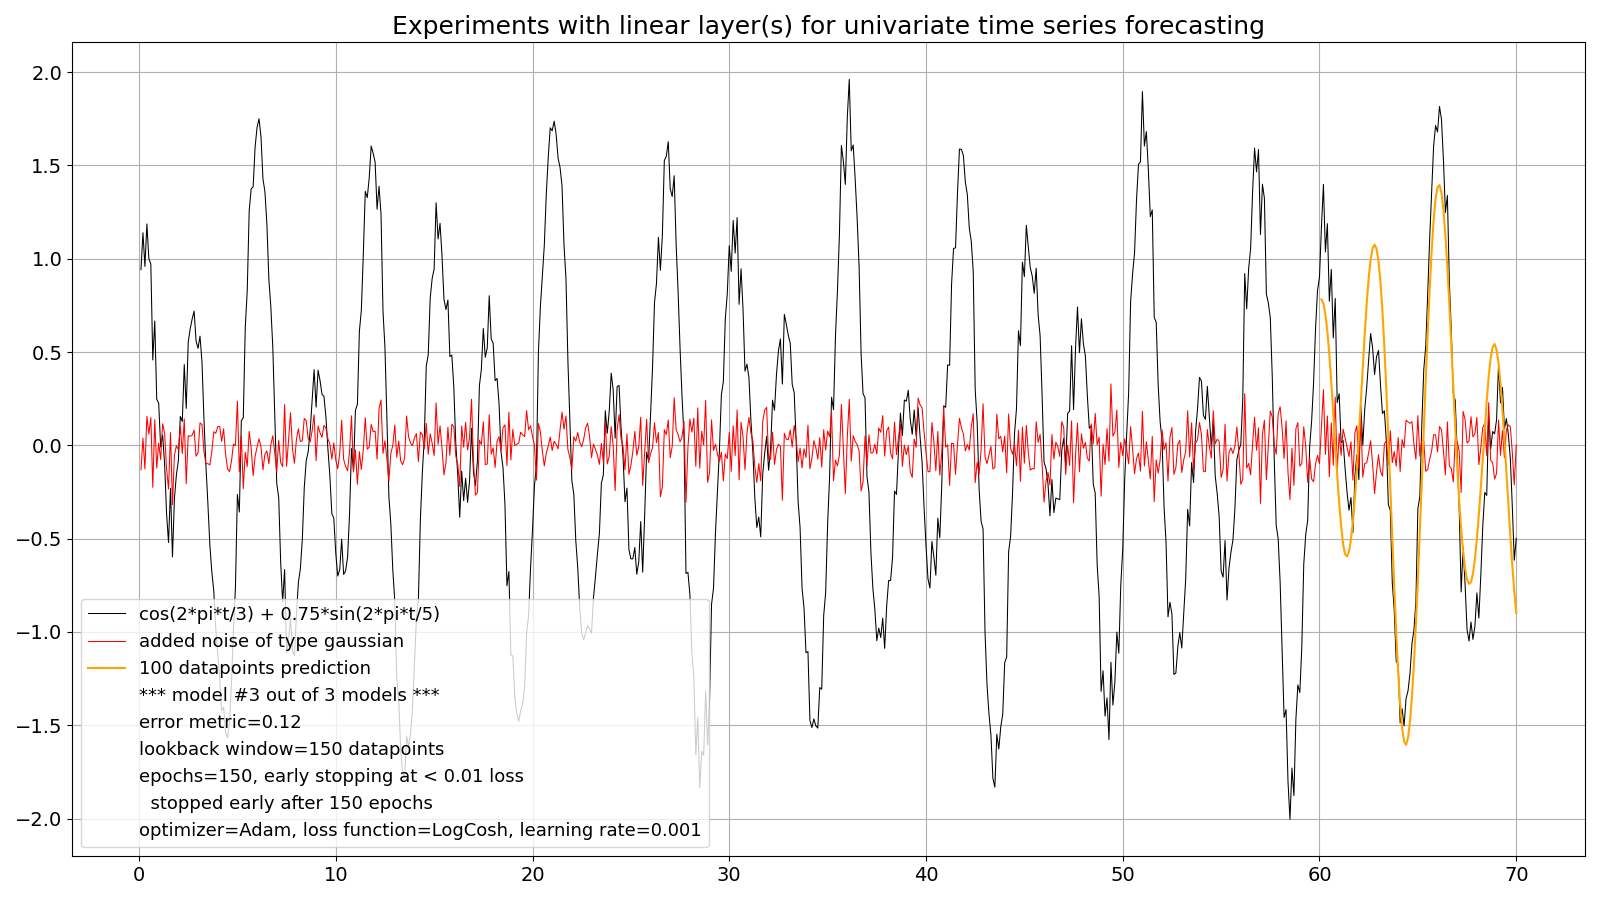 Experiments with linear layer(s) for univariate time series forecasting
2.0
1.5
1.0
0.5
0.0
−0.5
−1.0
−1.5
−2.0
cos(2*pi*t/3) + 0.75*sin(2*pi*t/5)
added noise of type gaussian
100 datapoints prediction
*** model #3 out of 3 models ***
error metric=0.12
lookback window=150 datapoints
epochs=150, early stopping at < 0.01 loss
stopped early after 150 epochs
optimizer=Adam, loss function=LogCosh, learning rate=0.001
0 10 20 30 40 50 60 70